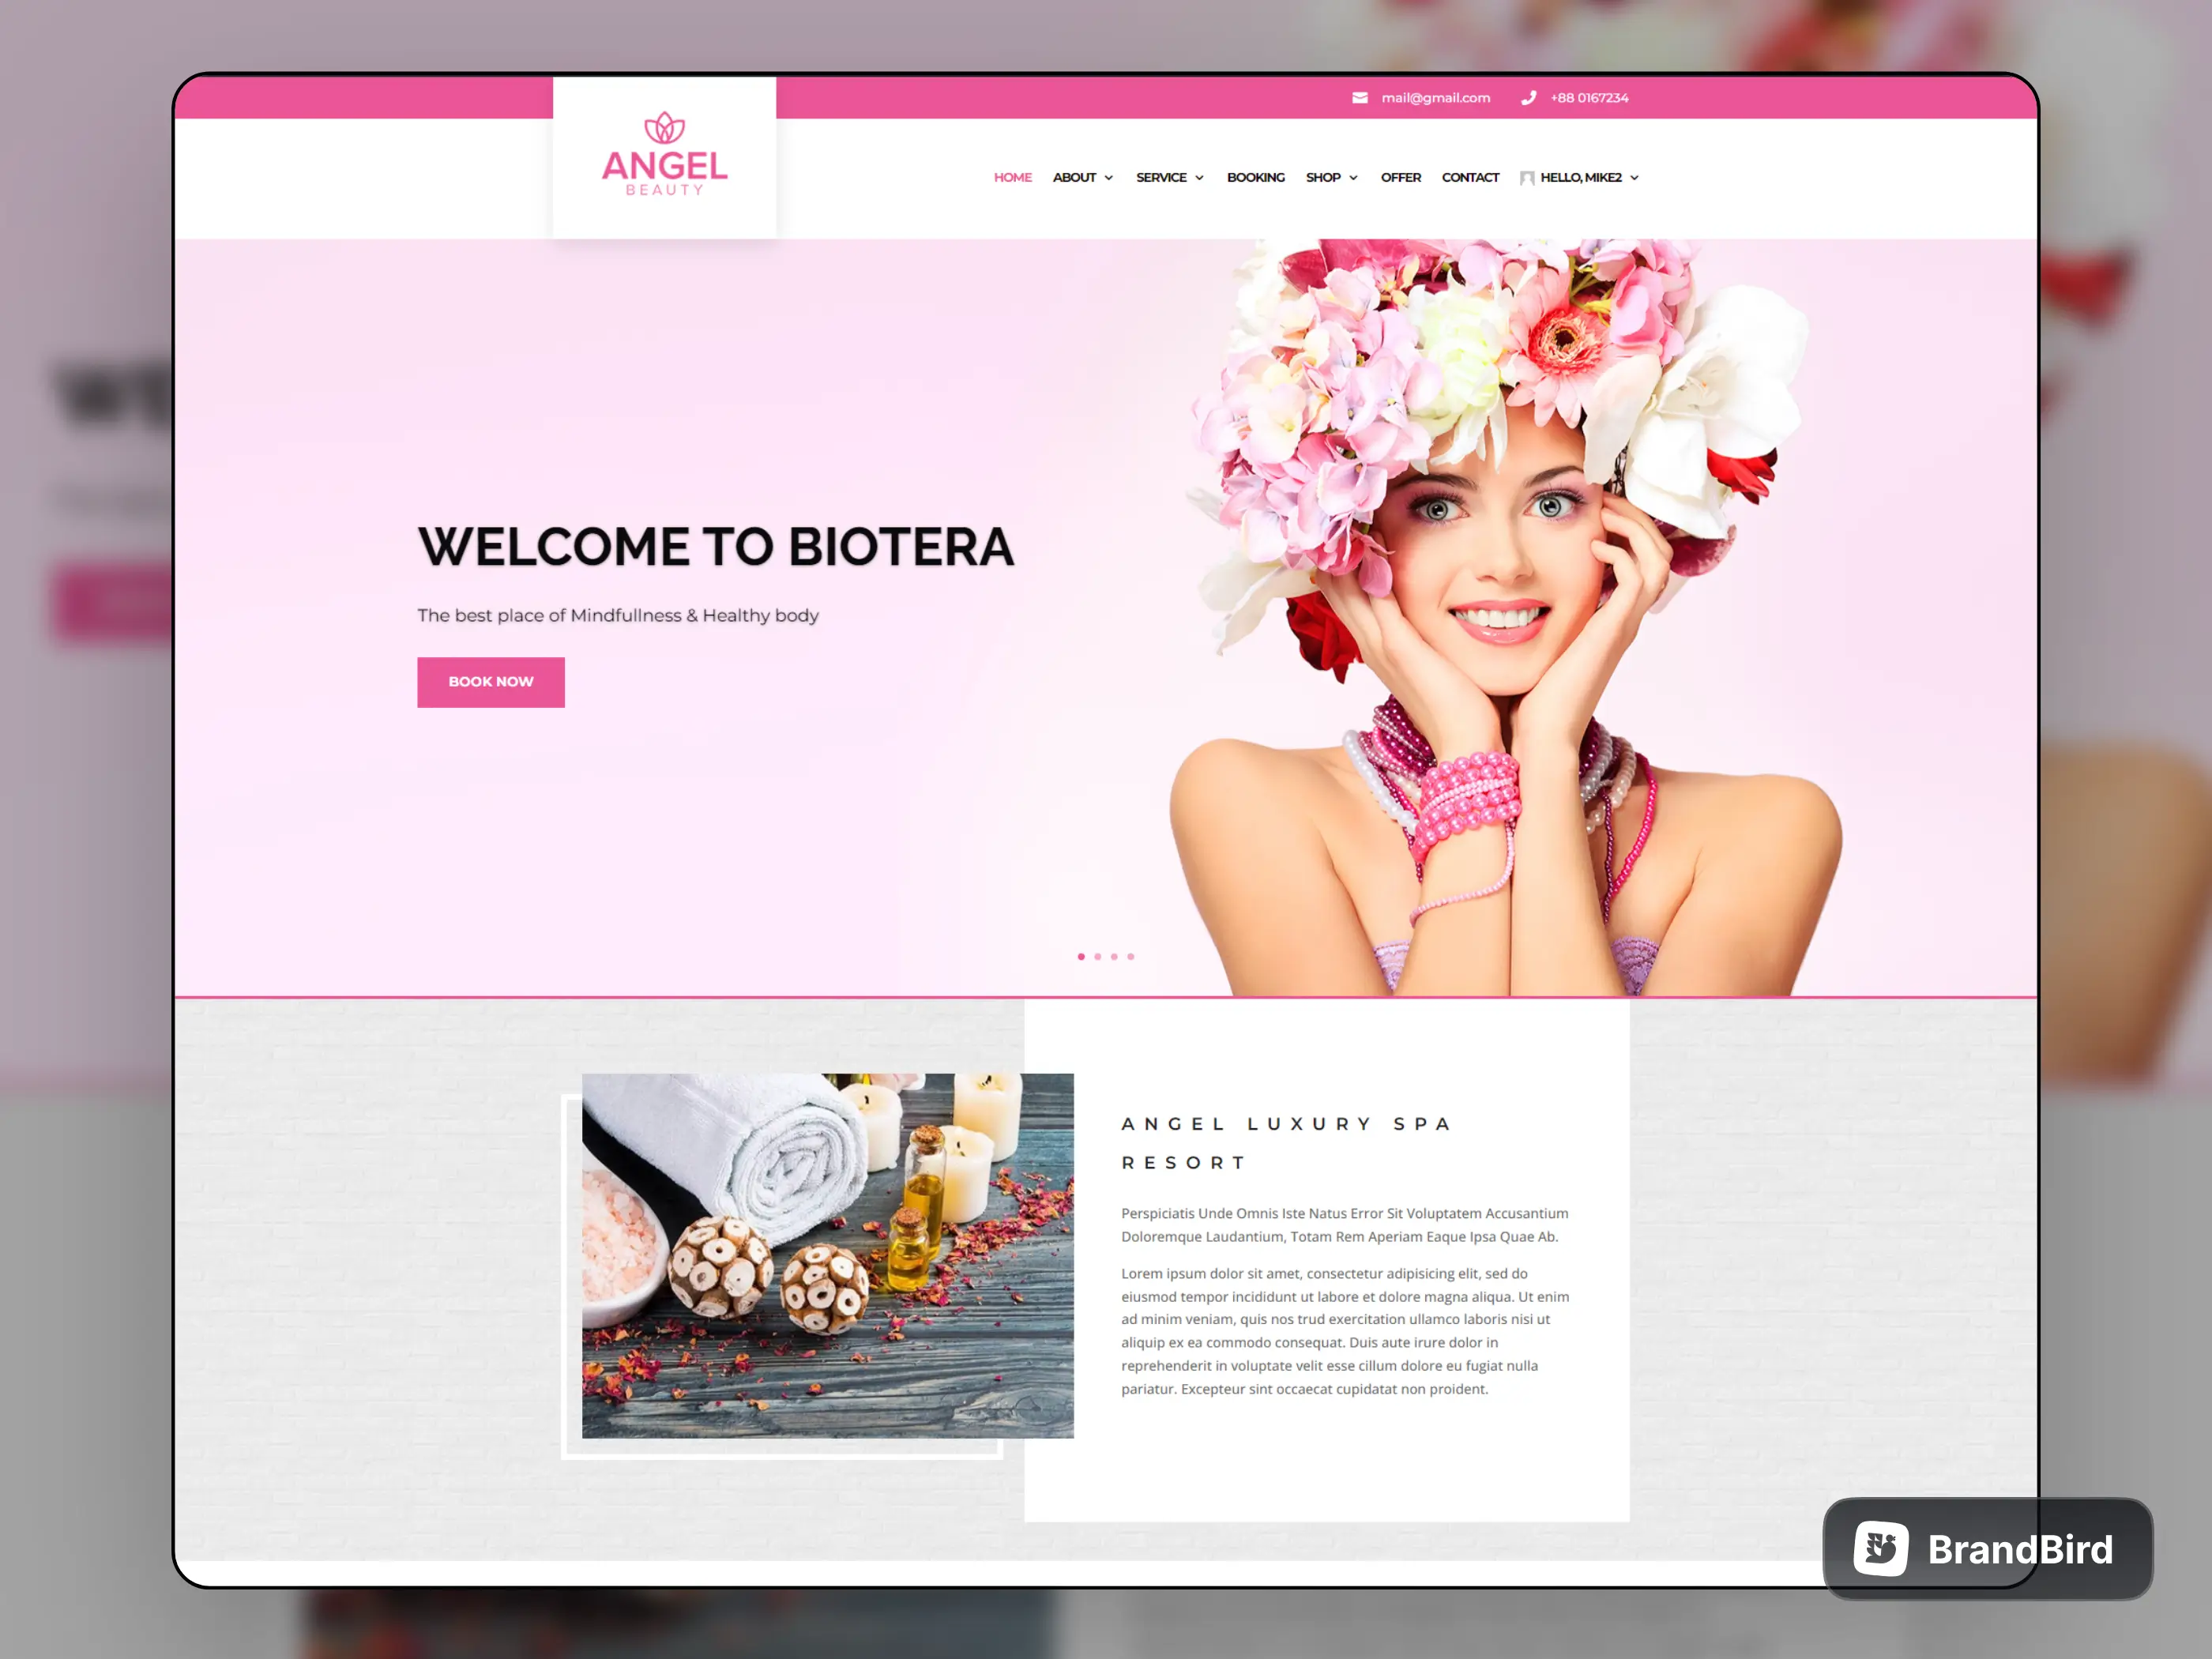 mail@gmail.com +88 0167234
ANGEL
BEAUTY
HOME ABOUT SERVICE BOOKING SHOP OFFER CONTACT HELLO, MIKE2
WELCOME TO BIOTERA
The best place of Mindfullness & Healthy body
BOOK NOW
ANGEL LUXURY SPA
RESORT
Perspiciatis Unde Omnis Iste Natus Error Sit Voluptatem Accusantium
Doloremque Laudantium, Totam Rem Aperiam Eaque Ipsa Quae Ab.
Lorem ipsum dolor sit amet, consectetur adipisicing elit, sed do
eiusmod tempor incididunt ut labore et dolore magna aliqua. Ut enim
ad minim veniam, quis nos trud exercitation ullamco laboris nisi ut
aliquip ex ea commodo consequat. Duis aute irure dolor in
reprehenderit in voluptate velit esse cillum dolore eu fugiat nulla
pariatur. Excepteur sint occaecat cupidatat non proident.
BrandBird